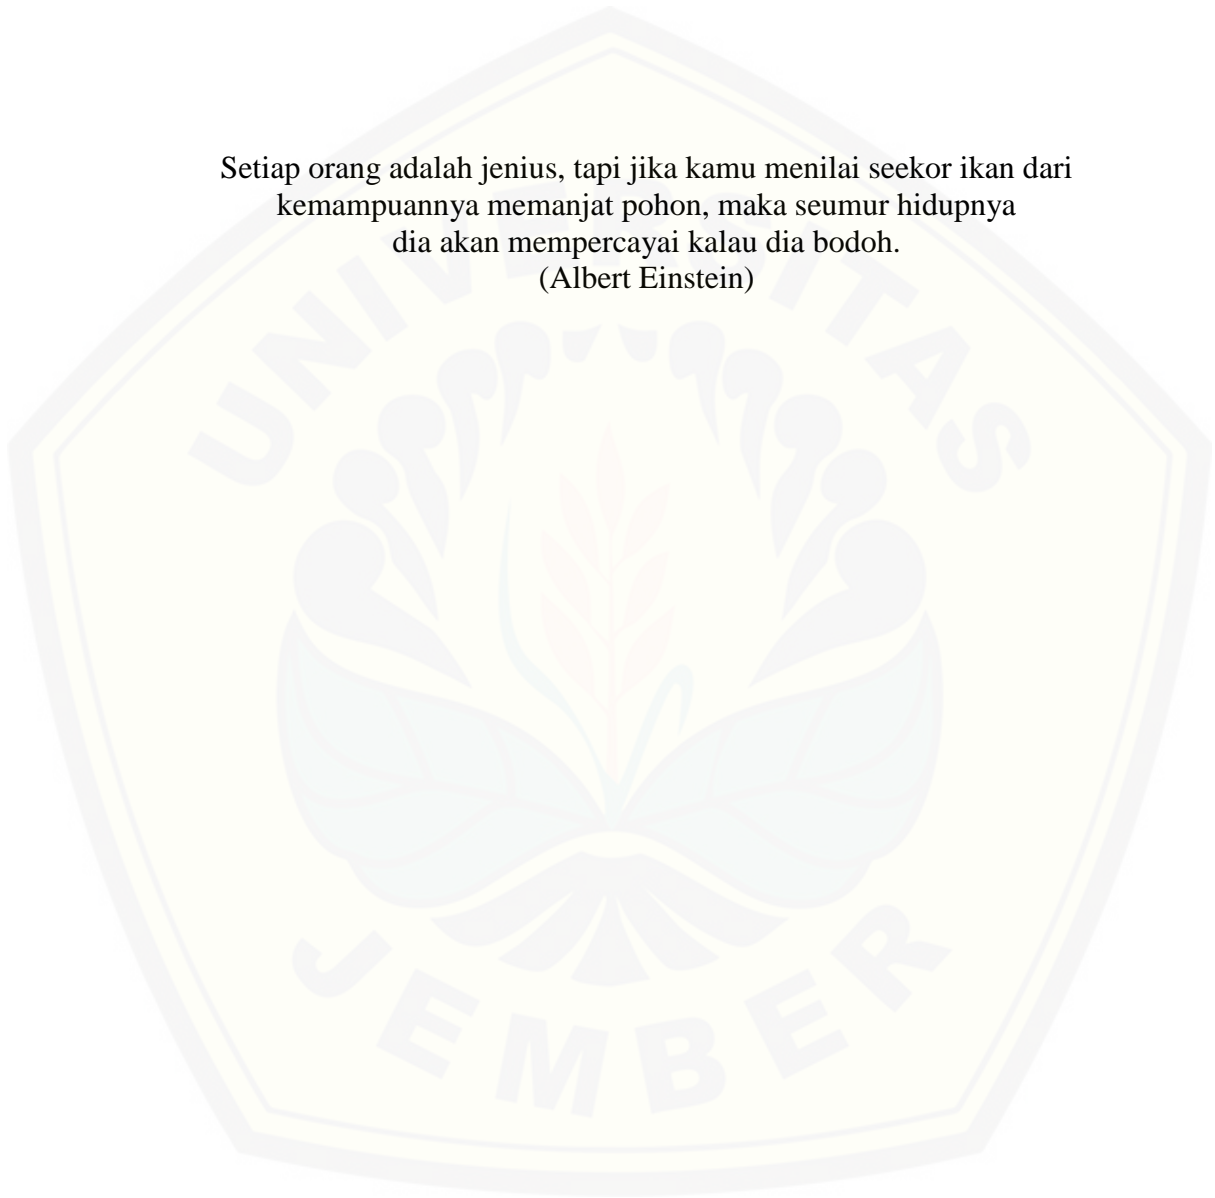 Setiap orang adalah jenius, tapi jika kamu menilai seekor ikan dari
kemampuannya memanjat pohon, maka seumur hidupnya
dia akan mempercayai kalau dia bodoh.
(Albert Einstein)
UNIVERSITAS
JEMBER